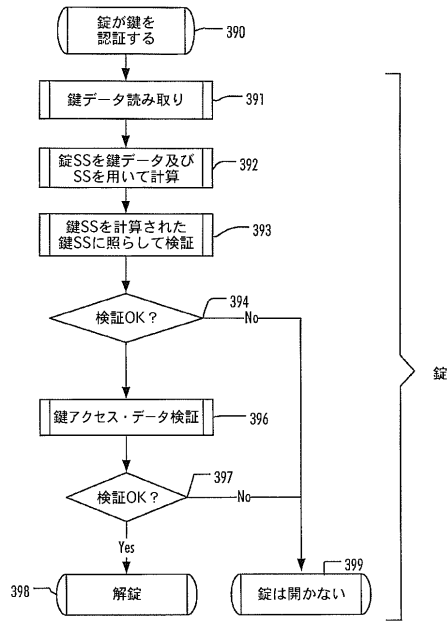 錠が鍵を
認証する
390
鍵データ読み取り
391
錠SSを鍵データ及び
SSを用いて計算
392
鍵SSを計算された
鍵SSに照らして検証
393
検証OK？
394
No
鍵アクセス・データ検証
396
検証OK？
397
No
Yes
398
解錠
錠は開かない
399
錠